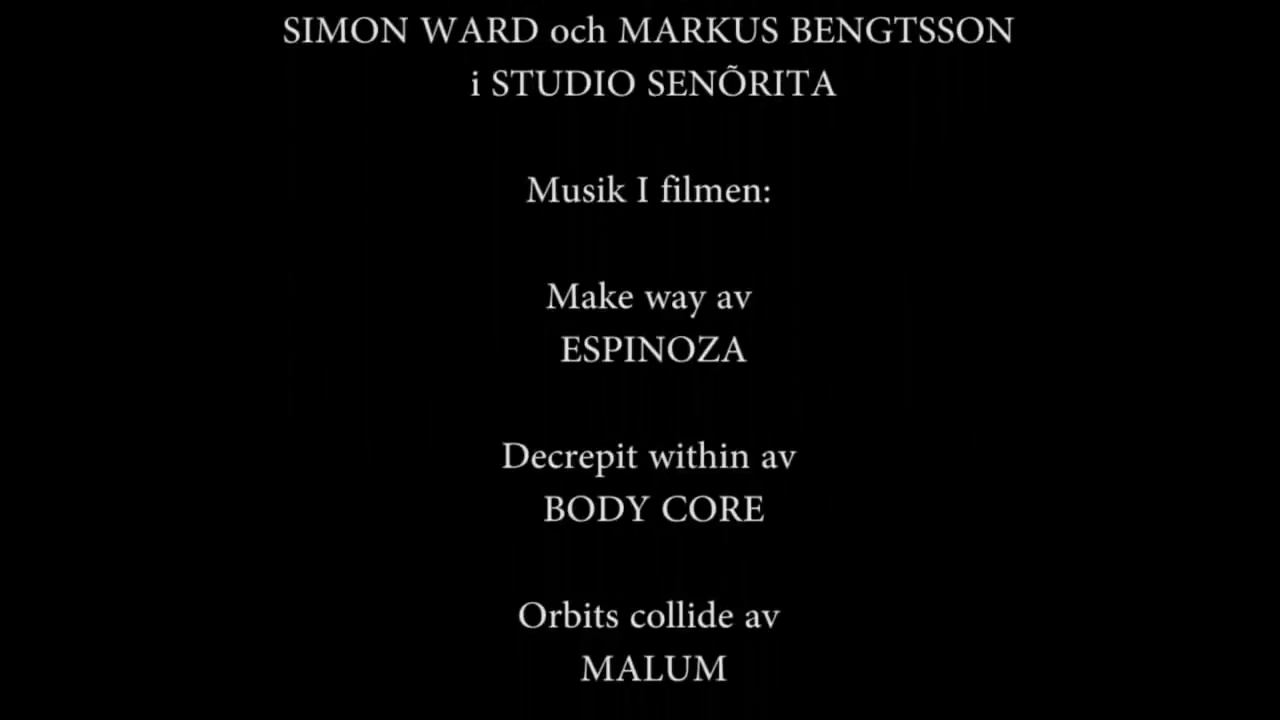 SIMON WARD och MARKUS BENGTSSON
i STUDIO SENÕRITA
Musik I filmen:
Make way av
ESPINOZA
Decrepit within av
BODY CORE
Orbits collide av
MALUM